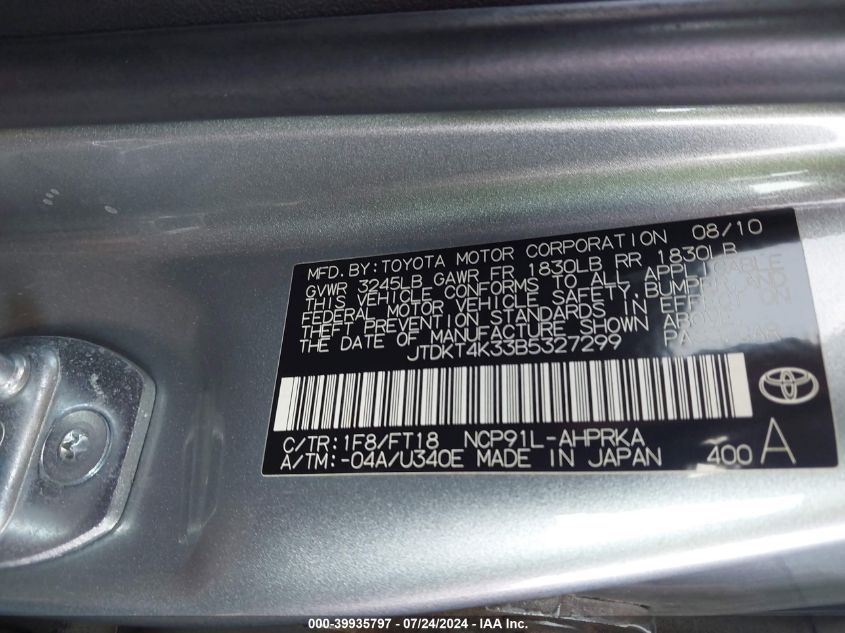 MFD.BY:TOYOTA MOTOR CORPORATION 08/10
GVWR 3245LB GAWR FR 1830LB RR 1830LB
THIS VEHICLE CONFORMS TO ALL APPLICABLE
FEDERAL MOTOR VEHICLE SAFETY,BUMPER, AND
THEFT PREVENTION STANDARDS IN EFFECT ON
THE DATE OF MANUFACTURE SHOWN ABOVE.
JTDKT4K33B5327299 PASS.CAR
C/TR:1F8/FT18 NCP91L-AHPRKA
A/TM:-04A/U340E MADE IN JAPAN 400 A
000-39935797 - 07/24/2024 - IAA Inc.